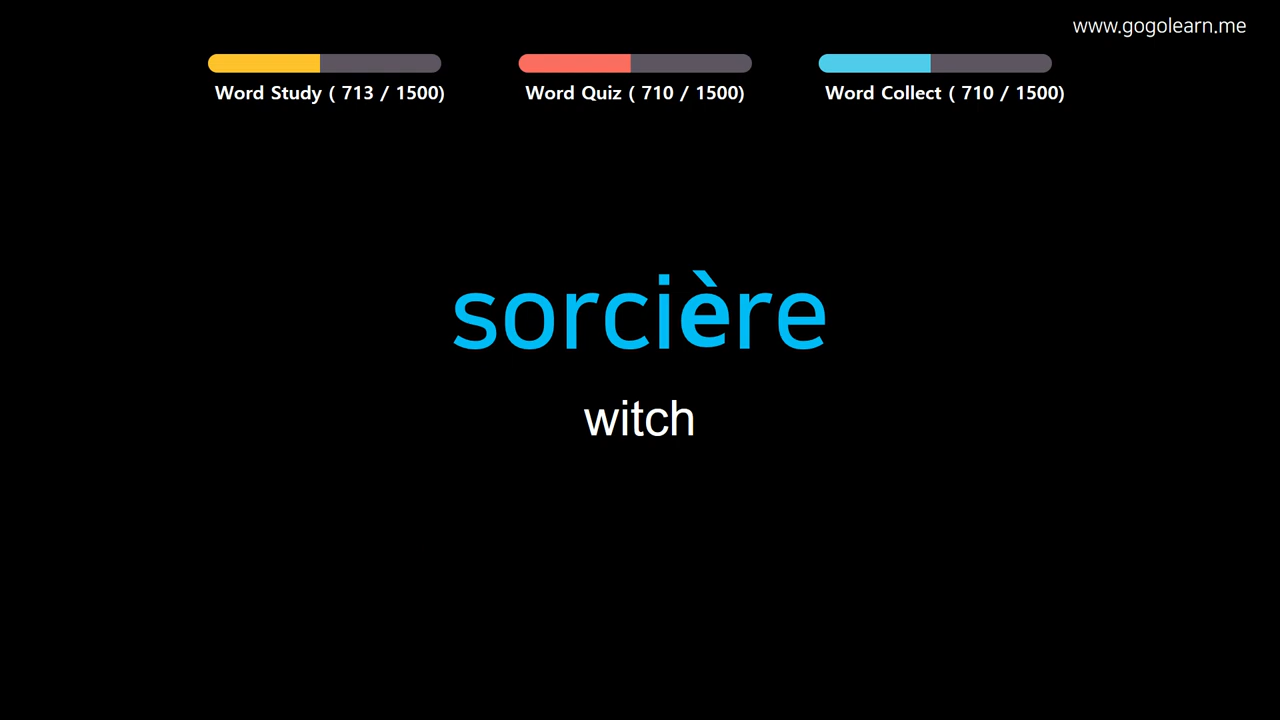 www.gogolearn.me
Word Study ( 713 / 1500)
Word Quiz ( 710 / 1500)
Word Collect ( 710 / 1500)
sorcière
witch